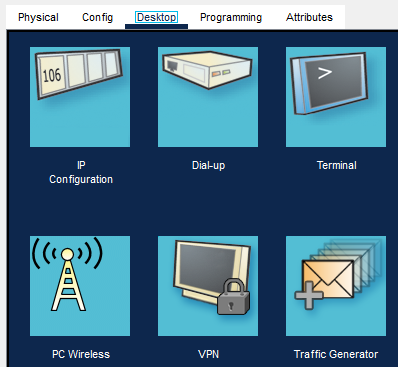 Physical Config Desktop Programming Attributes
106
>
IP
Configuration
Dial-up
Terminal
PC Wireless
VPN
Traffic Generator